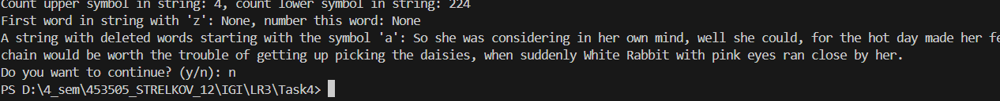 Count upper symbol in string: 4, count lower symbol in string: 224
First word in string with 'z': None, number this word: None
A string with deleted words starting with the symbol 'a': So she was considering in her own mind, well she could, for the hot day made her fe
chain would be worth the trouble of getting up picking the daisies, when suddenly White Rabbit with pink eyes ran close by her.
Do you want to continue? (y/n): n
PS D:\4_sem\453505_STRELKOV_12\IGI\LR3\Task4>